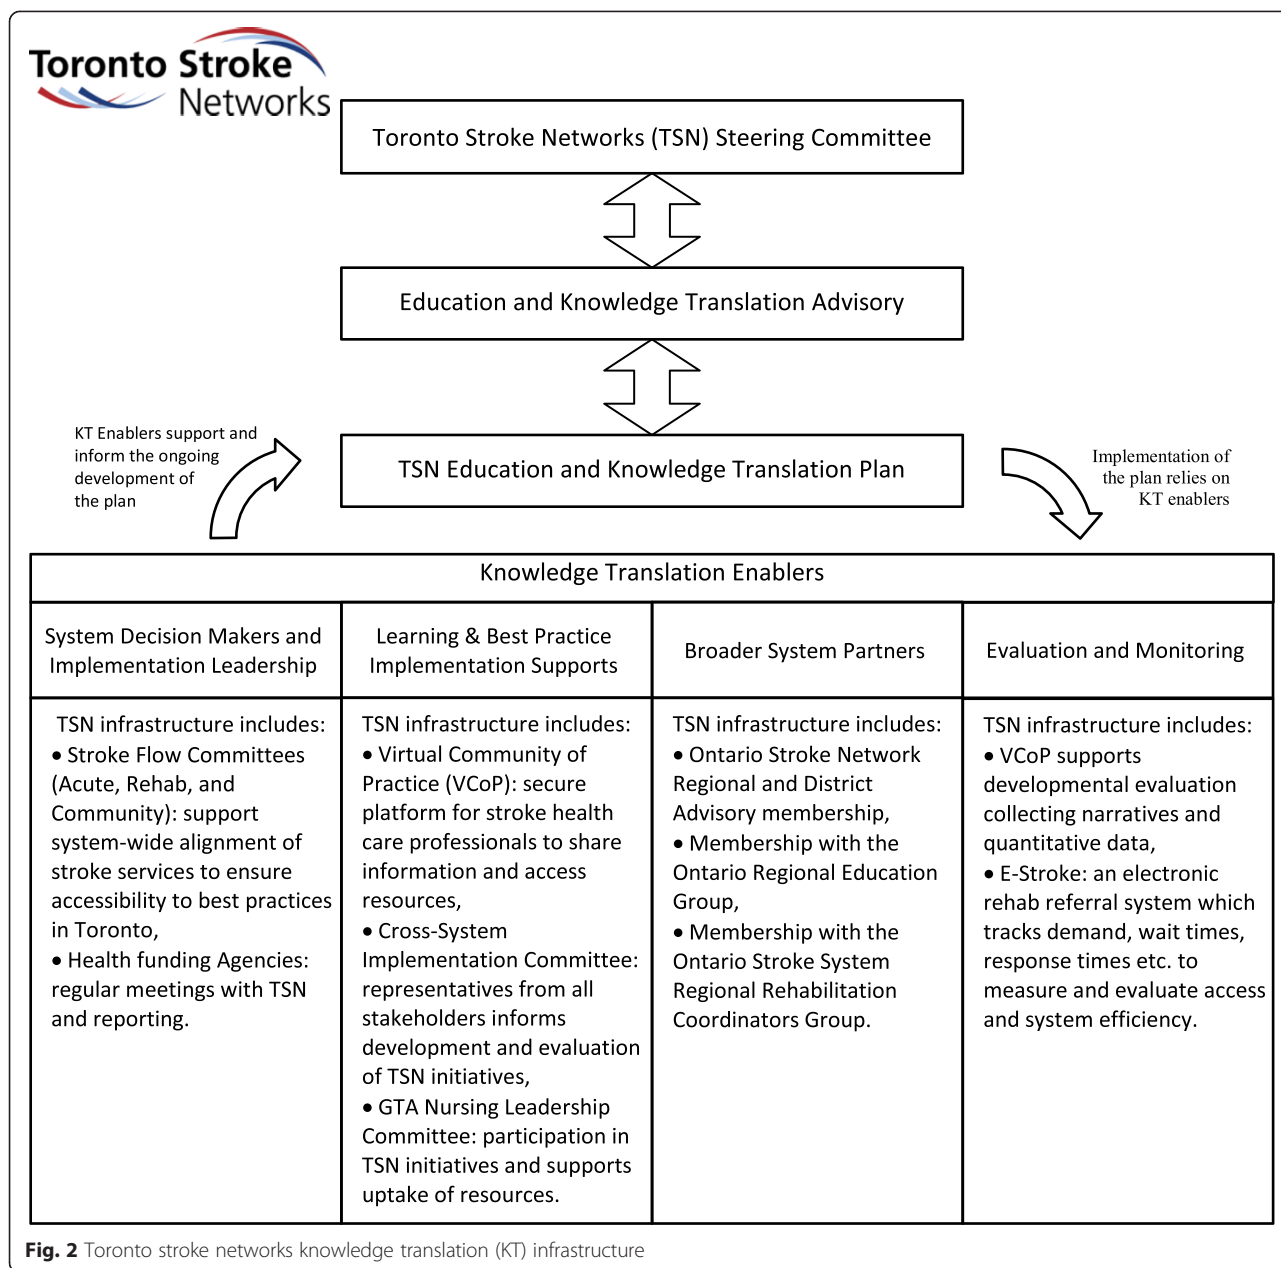 Toronto Stroke
Networks
Toronto Stroke Networks (TSN) Steering Committee
Education and Knowledge Translation Advisory
KT Enablers support and
inform the ongoing
development of
the plan
TSN Education and Knowledge Translation Plan
Implementation of
the plan relies on
KT enablers
Knowledge Translation Enablers
System Decision Makers and
Implementation Leadership
Learning & Best Practice
Implementation Supports
Broader System Partners
Evaluation and Monitoring
TSN infrastructure includes:
• Stroke Flow Committees
(Acute, Rehab, and
Community): support
system-wide alignment of
stroke services to ensure
accessibility to best practices
in Toronto,
• Health funding Agencies:
regular meetings with TSN
and reporting.
TSN infrastructure includes:
• Virtual Community of
Practice (VCoP): secure
platform for stroke health
care professionals to share
information and access
resources,
• Cross-System
Implementation Committee:
representatives from all
stakeholders informs
development and evaluation
of TSN initiatives,
• GTA Nursing Leadership
Committee: participation in
TSN initiatives and supports
uptake of resources.
TSN infrastructure includes:
• Ontario Stroke Network
Regional and District
Advisory membership,
• Membership with the
Ontario Regional Education
Group,
• Membership with the
Ontario Stroke System
Regional Rehabilitation
Coordinators Group.
TSN infrastructure includes:
• VCoP supports
developmental evaluation
collecting narratives and
quantitative data,
• E-Stroke: an electronic
rehab referral system which
tracks demand, wait times,
response times etc. to
measure and evaluate access
and system efficiency.
Fig. 2 Toronto stroke networks knowledge translation (KT) infrastructure